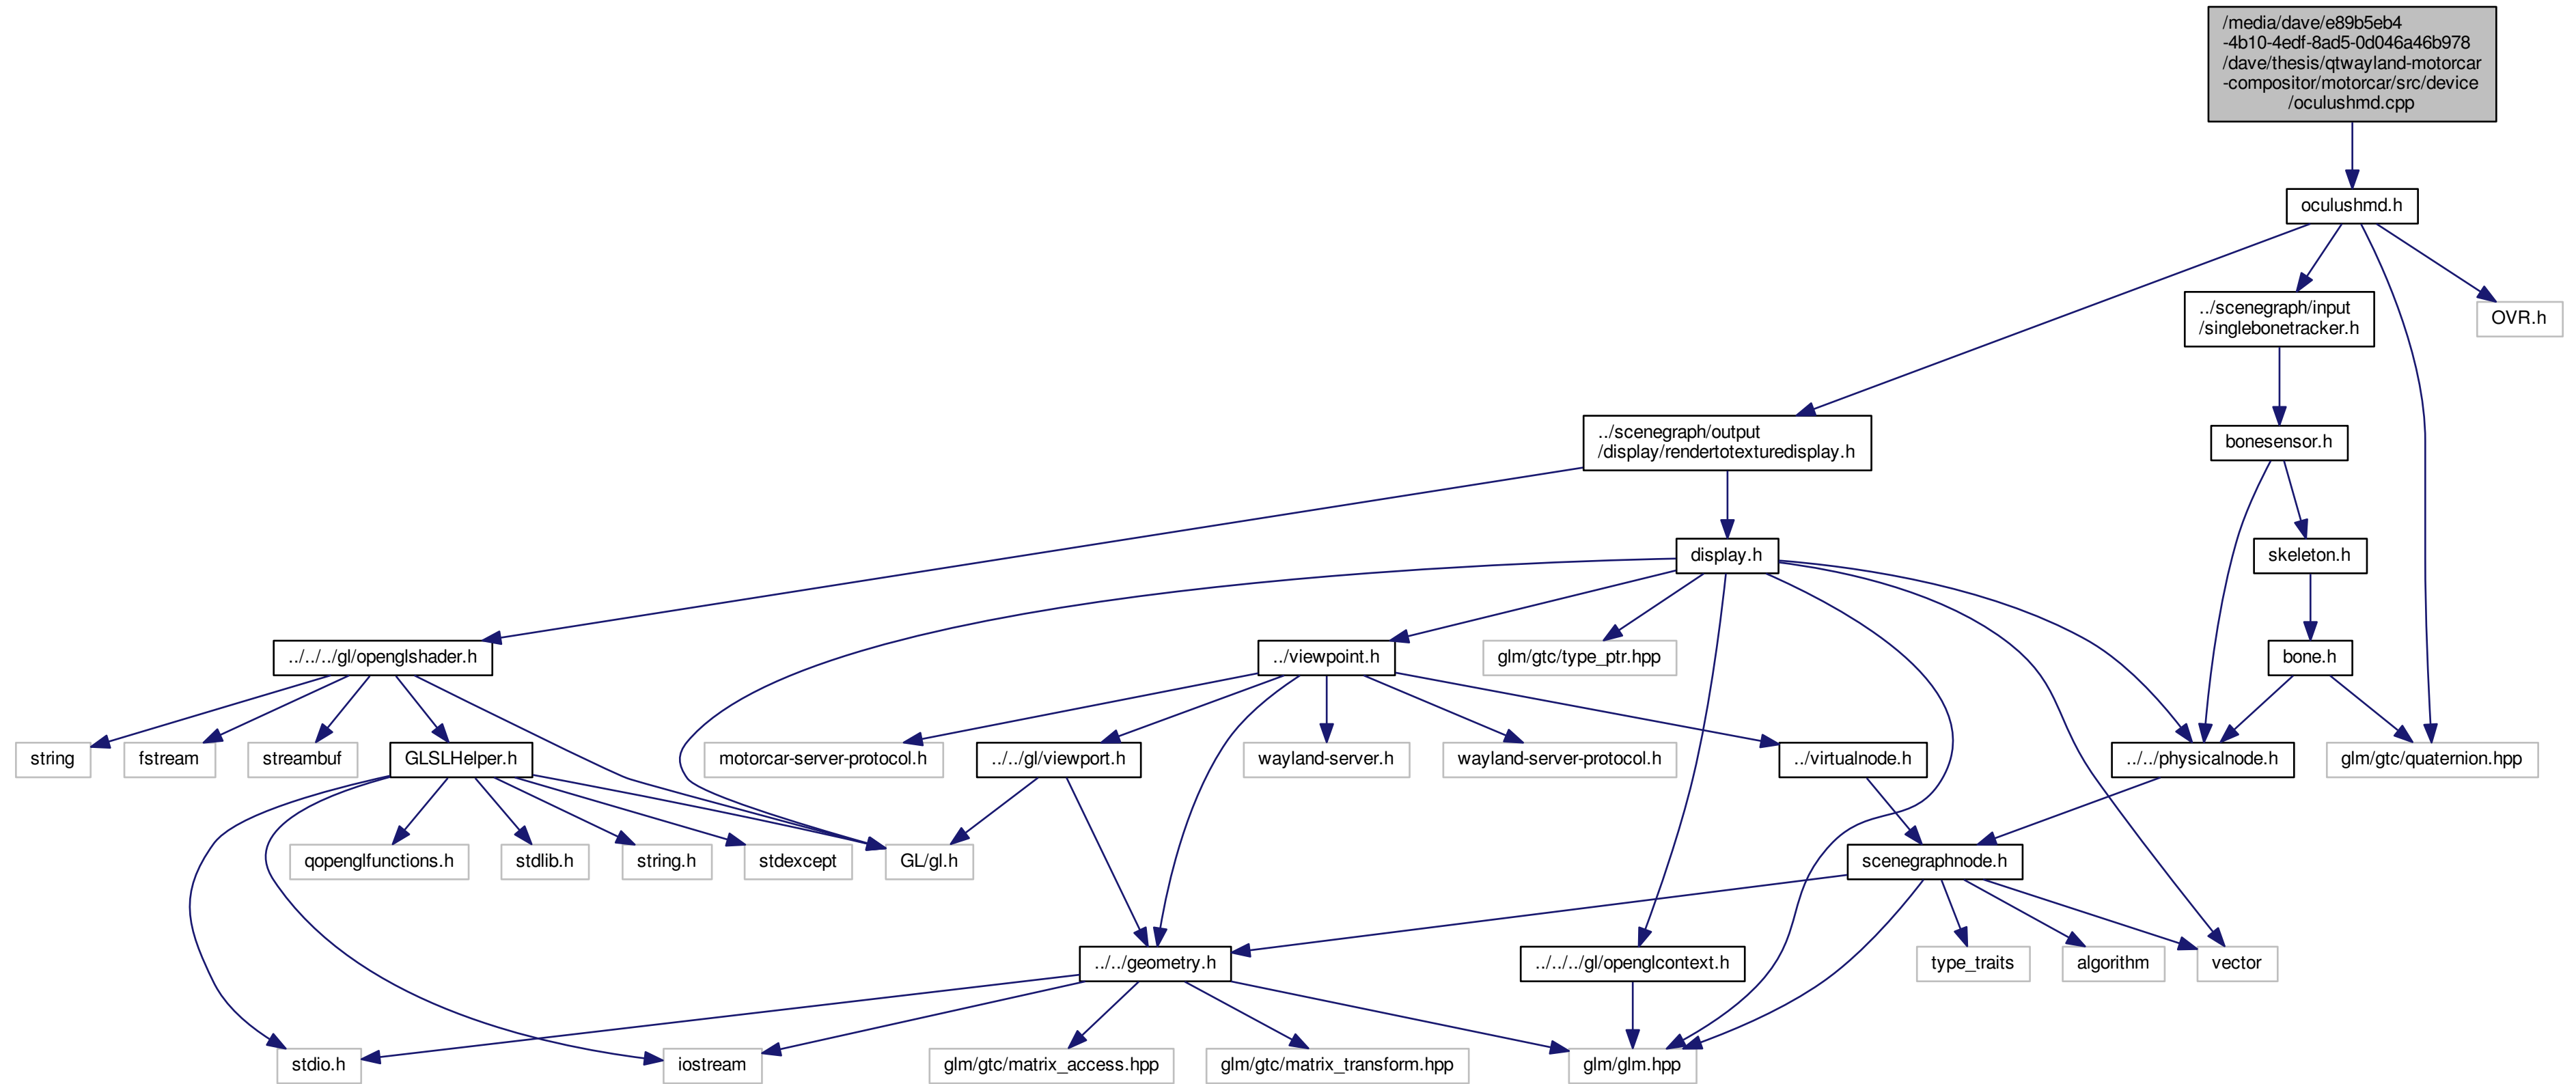 /media/dave/e89b5eb4
-4b10-4edf-8ad5-0d046a46b978
/dave/thesis/qtwayland-motorcar
-compositor/motorcar/src/device
/oculushmd.cpp
oculushmd.h
../scenegraph/input
/singlebonetracker.h
OVR.h
../scenegraph/output
/display/rendertotexturedisplay.h
bonesensor.h
display.h
skeleton.h
../../../gl/openglshader.h
../viewpoint.h
glm/gtc/type_ptr.hpp
bone.h
string
fstream
streambuf
GLSLHelper.h
motorcar-server-protocol.h
../../gl/viewport.h
wayland-server.h
wayland-server-protocol.h
../virtualnode.h
../../physicalnode.h
glm/gtc/quaternion.hpp
qopenglfunctions.h
stdlib.h
string.h
stdexcept
GL/gl.h
scenegraphnode.h
../../geometry.h
../../../gl/openglcontext.h
type_traits
algorithm
vector
stdio.h
iostream
glm/gtc/matrix_access.hpp
glm/gtc/matrix_transform.hpp
glm/glm.hpp